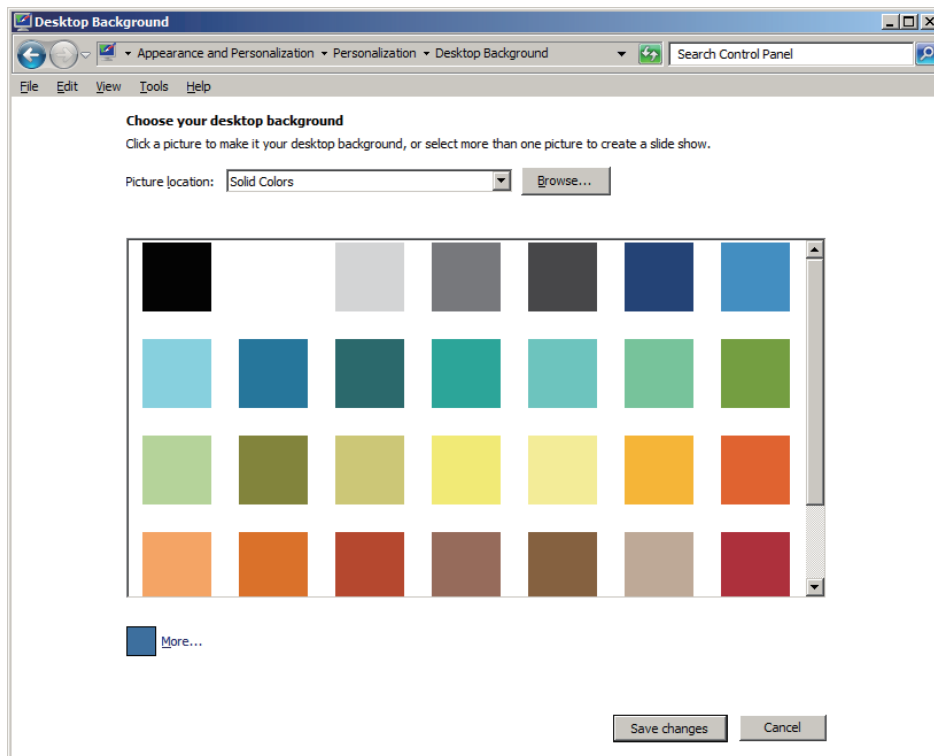 Desktop Background
Appearance and Personalization Personalization Desktop Background Search Control Panel
File Edit View Tools Help
Choose your desktop background
Click a picture to make it your desktop background, or select more than one picture to create a slide show.
Picture location: Solid Colors Browse...
More...
Save changes Cancel